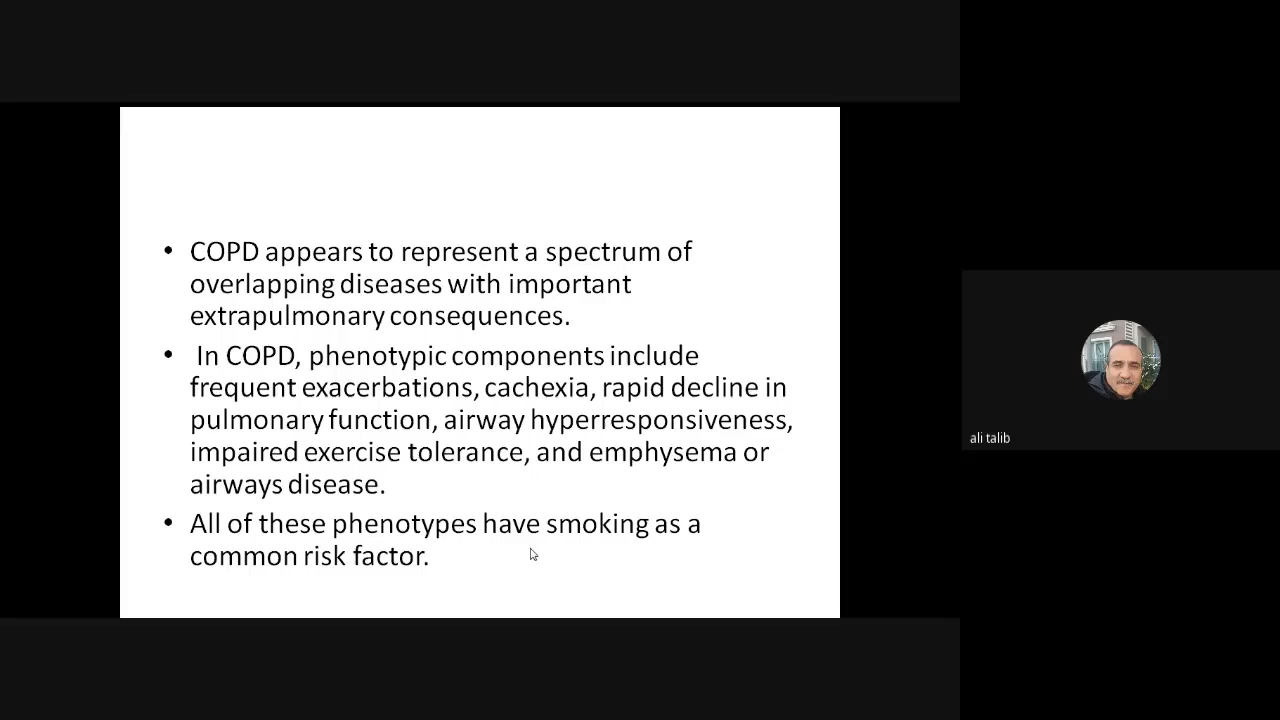 • COPD appears to represent a spectrum of
overlapping diseases with important
extrapulmonary consequences.
• In COPD, phenotypic components include
frequent exacerbations, cachexia, rapid decline in
pulmonary function, airway hyperresponsiveness,
impaired exercise tolerance, and emphysema or
airways disease.
• All of these phenotypes have smoking as a
common risk factor.
ali talib